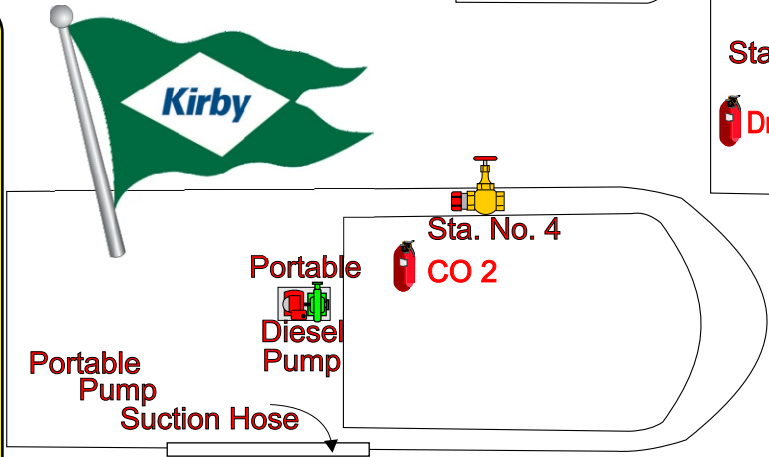 Kirby
Sta. No. 4
CO 2
Portable
Diesel
Pump
Portable
Pump
Suction Hose